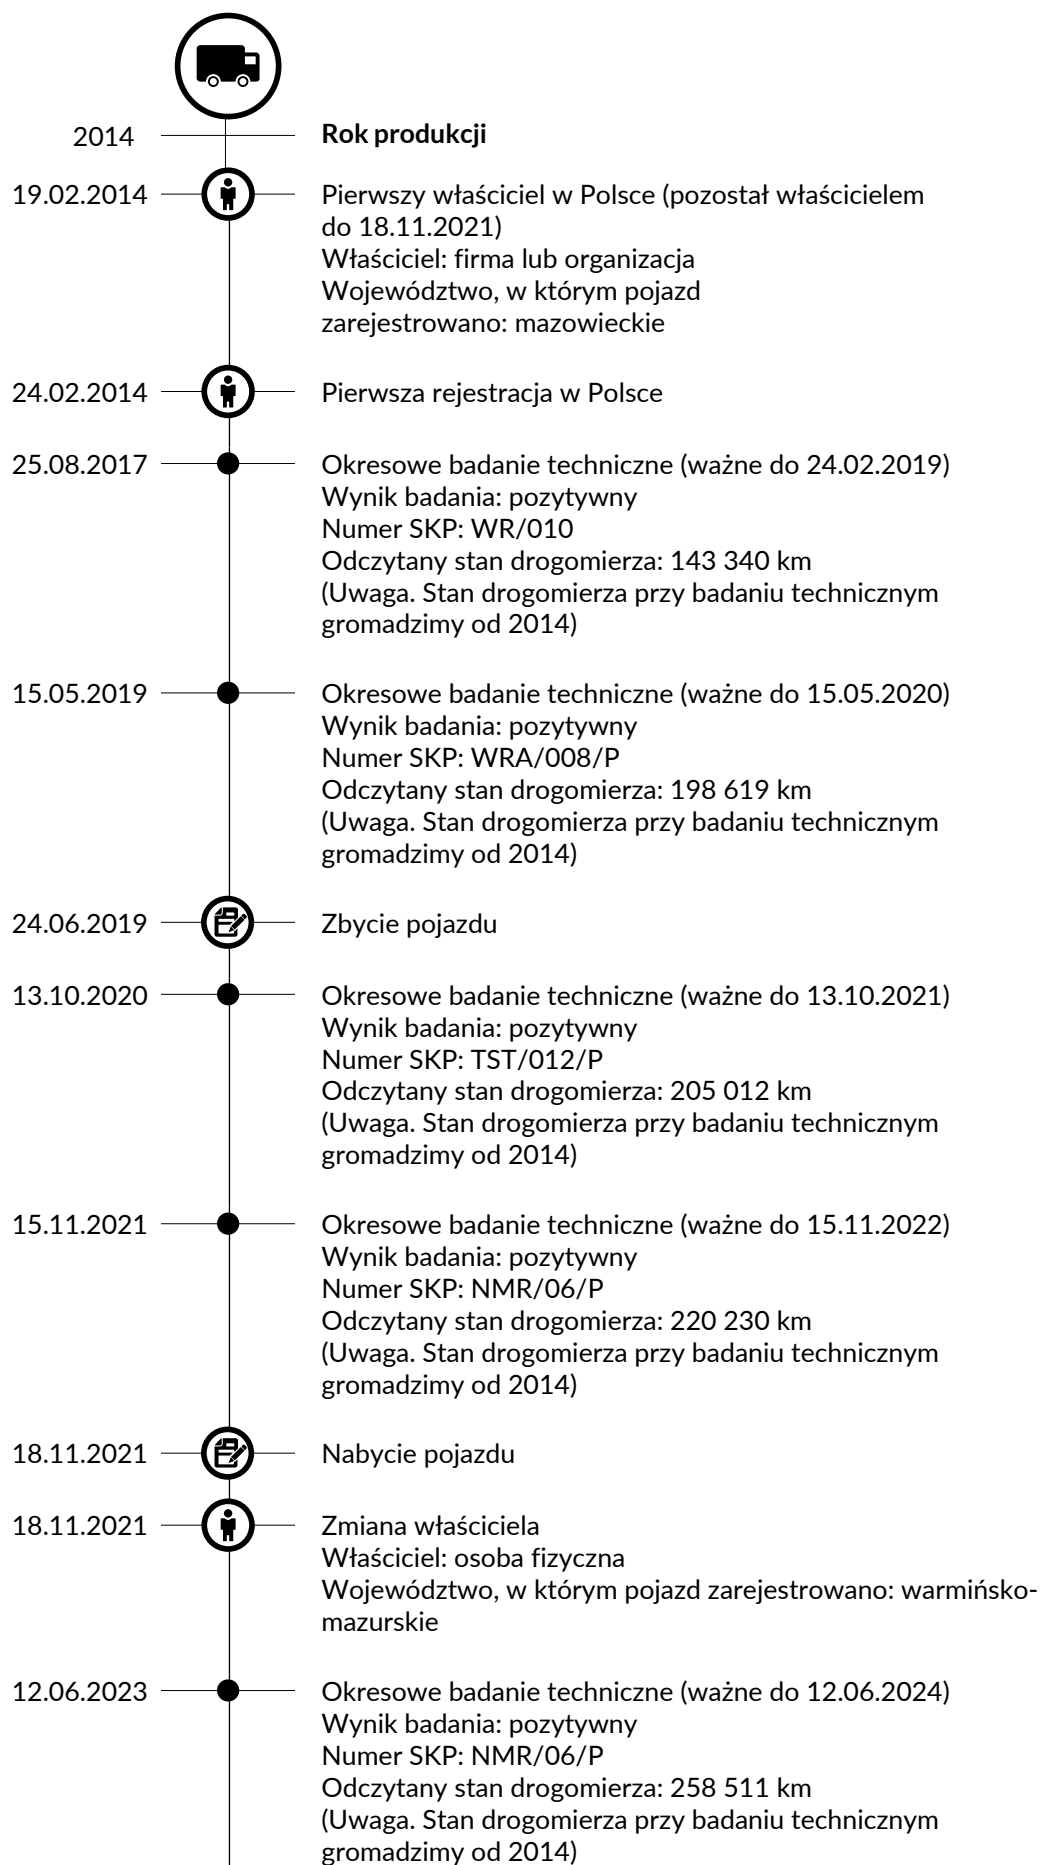 2014
Rok produkcji
19.02.2014
Pierwszy właściciel w Polsce (pozostał właścicielem
do 18.11.2021)
Właściciel: firma lub organizacja
Województwo, w którym pojazd
zarejestrowano: mazowieckie
24.02.2014
Pierwsza rejestracja w Polsce
25.08.2017
Okresowe badanie techniczne (ważne do 24.02.2019)
Wynik badania: pozytywny
Numer SKP: WR/010
Odczytany stan drogomierza: 143 340 km
(Uwaga. Stan drogomierza przy badaniu technicznym
gromadzimy od 2014)
15.05.2019
Okresowe badanie techniczne (ważne do 15.05.2020)
Wynik badania: pozytywny
Numer SKP: WRA/008/P
Odczytany stan drogomierza: 198 619 km
(Uwaga. Stan drogomierza przy badaniu technicznym
gromadzimy od 2014)
24.06.2019
Zbycie pojazdu
13.10.2020
Okresowe badanie techniczne (ważne do 13.10.2021)
Wynik badania: pozytywny
Numer SKP: TST/012/P
Odczytany stan drogomierza: 205 012 km
(Uwaga. Stan drogomierza przy badaniu technicznym
gromadzimy od 2014)
15.11.2021
Okresowe badanie techniczne (ważne do 15.11.2022)
Wynik badania: pozytywny
Numer SKP: NMR/06/P
Odczytany stan drogomierza: 220 230 km
(Uwaga. Stan drogomierza przy badaniu technicznym
gromadzimy od 2014)
18.11.2021
Nabycie pojazdu
18.11.2021
Zmiana właściciela
Właściciel: osoba fizyczna
Województwo, w którym pojazd zarejestrowano: warmińsko-
mazurskie
12.06.2023
Okresowe badanie techniczne (ważne do 12.06.2024)
Wynik badania: pozytywny
Numer SKP: NMR/06/P
Odczytany stan drogomierza: 258 511 km
(Uwaga. Stan drogomierza przy badaniu technicznym
gromadzimy od 2014)